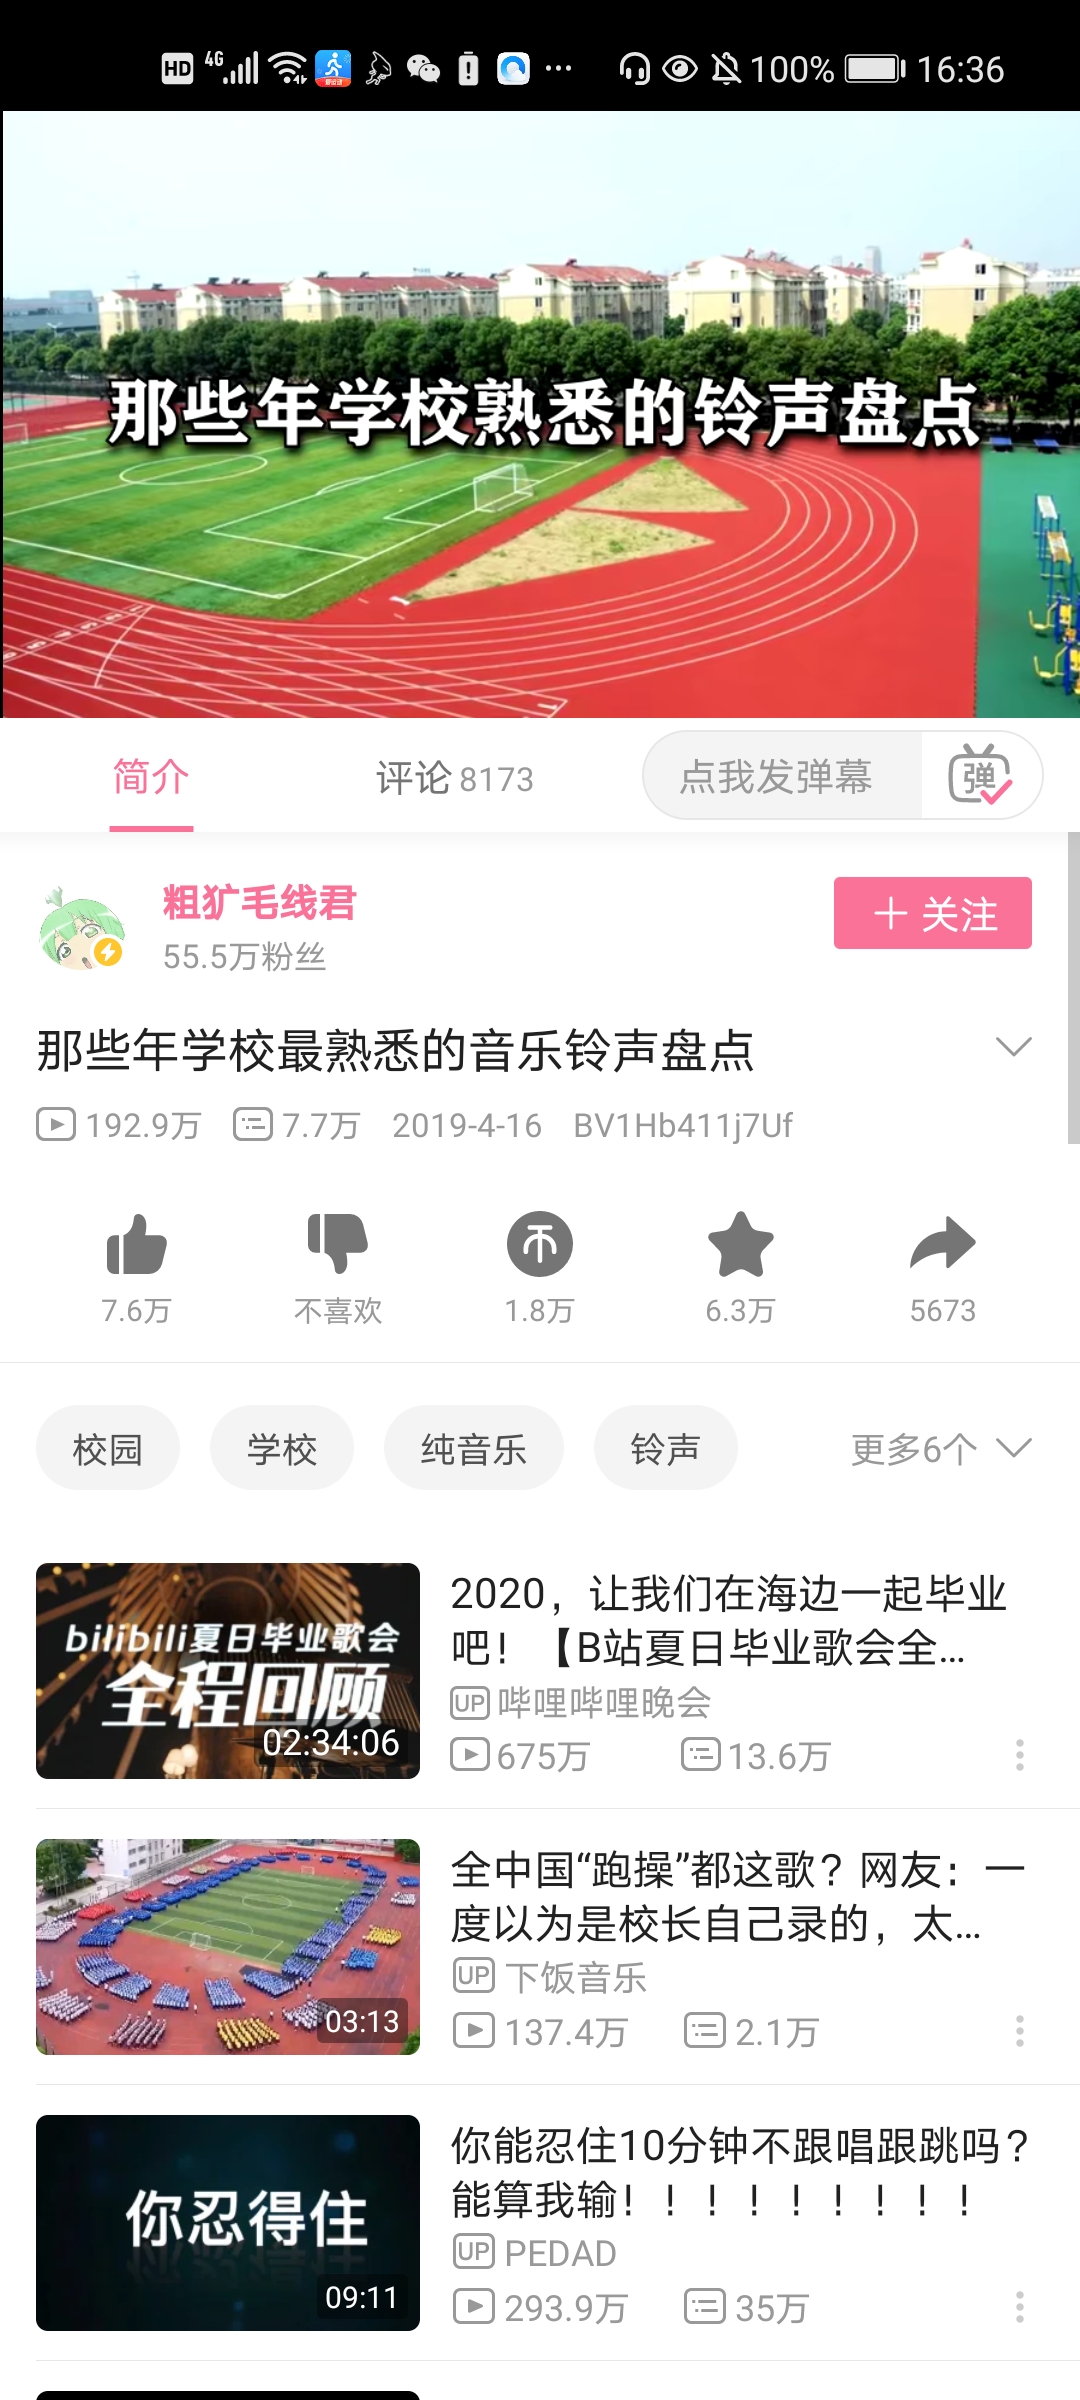 HD 4G 100% 16:36
那些年学校熟悉的铃声盘点
简介 评论 8173 点我发弹幕 弹
粗犷毛线君
55.5万粉丝
+ 关注
那些年学校最熟悉的音乐铃声盘点
192.9万 7.7万 2019-4-16 BV1Hb411j7Uf
7.6万 不喜欢 1.8万 6.3万 5673
校园 学校 纯音乐 铃声 更多6个
bilibili夏日毕业歌会
全程回顾
02:34:06
2020，让我们在海边一起毕业
吧！【B站夏日毕业歌会全...
UP 哔哩哔哩晚会
675万 13.6万
03:13
全中国“跑操”都这歌？网友：一
度以为是校长自己录的，太...
UP 下饭音乐
137.4万 2.1万
你忍得住
09:11
你能忍住10分钟不跟唱跟跳吗？
能算我输！！！！！！！！！
UP PEDAD
293.9万 35万